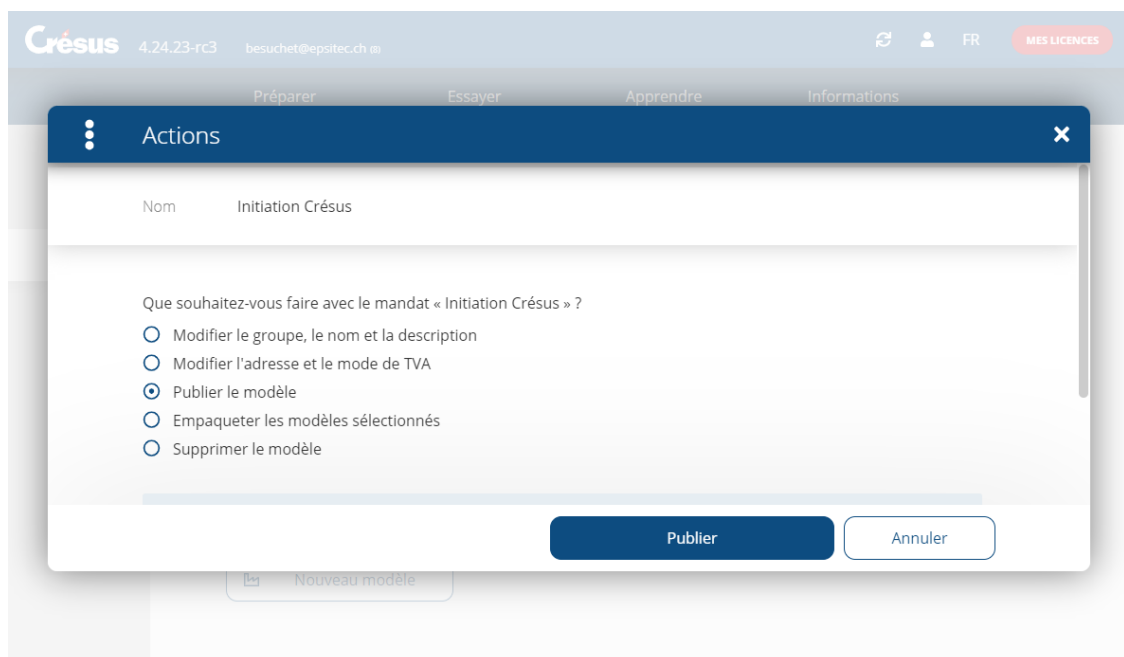 Crésus 4.24.23-rc3 besuchet@epsitec.ch FR MES LICENCES
Préparer Essayer Apprendre Informations
Actions
Nom Initiation Crésus
Que souhaitez-vous faire avec le mandat « Initiation Crésus » ?
Modifier le groupe, le nom et la description
Modifier l'adresse et le mode de TVA
Publier le modèle
Empaqueter les modèles sélectionnés
Supprimer le modèle
Publier Annuler
Nouveau modèle